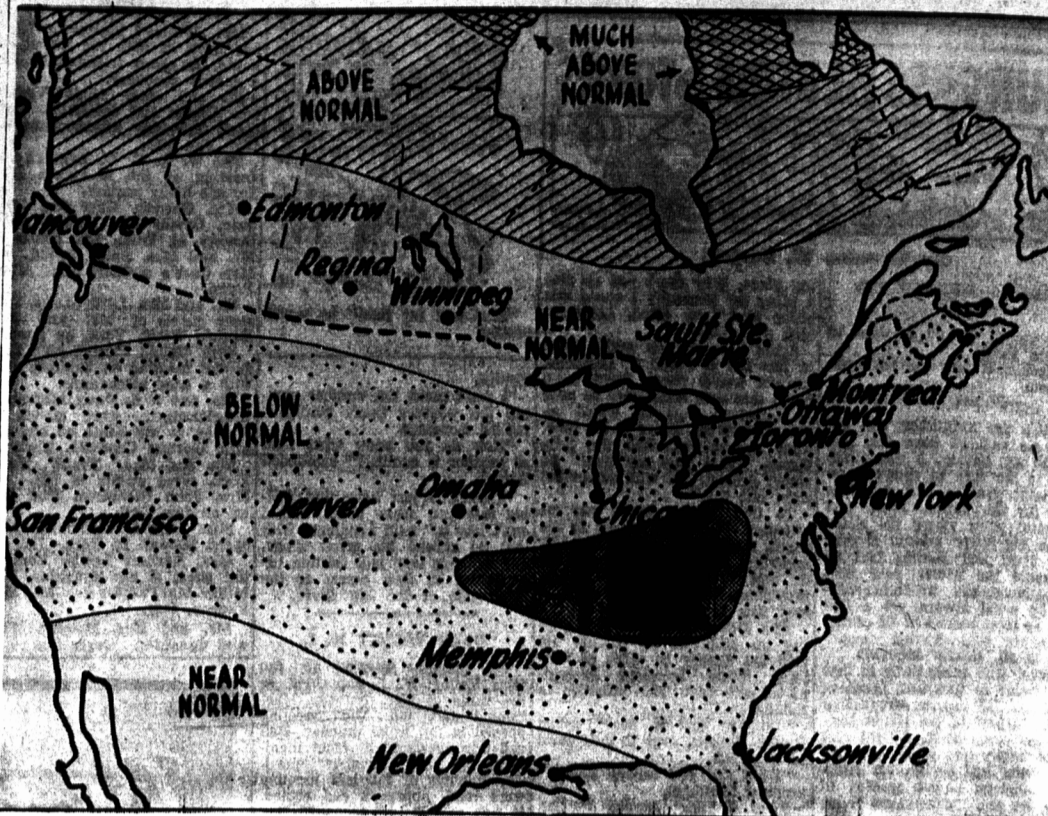 MUCH
ABOVE
NORMAL
ABOVE
NORMAL
Edmonton
Vancouver
Regina
Winnipeg
NEAR
NORMAL
Sault Ste.
Marie
Montreal
Ottawa
Toronto
BELOW
NORMAL
Omaha
Denver
San Francisco
Chicago
New York
Memphis
NEAR
NORMAL
New Orleans
Jacksonville